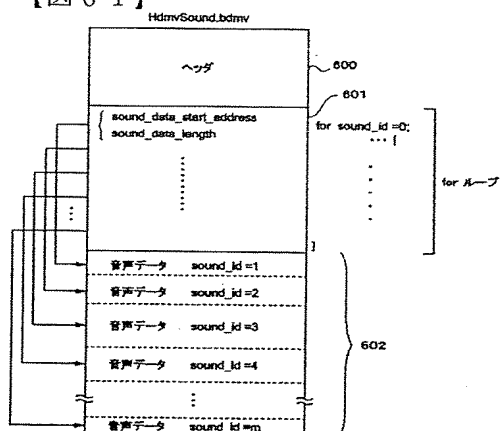 【図61】
HdmvSound.bdmv
ヘッダ
600
601
sound_data_start_address
sound_data_length
for sound_id =0;
··· {
for ループ
}
音声データ sound_id =1
音声データ sound_id =2
音声データ sound_id =3
音声データ sound_id =4
602
音声データ sound_id =m